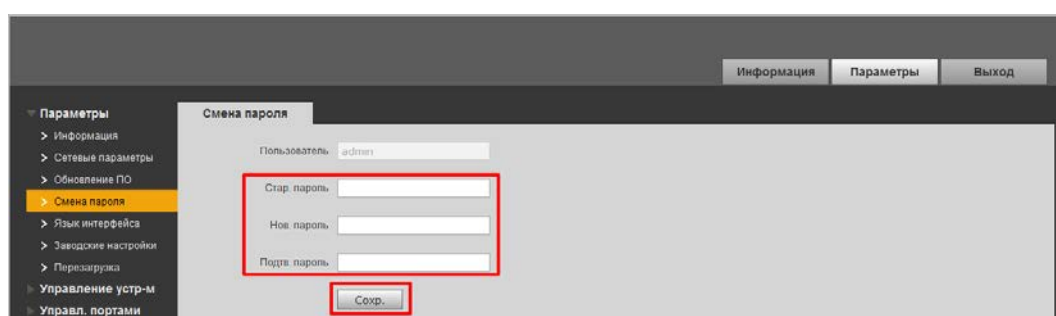 Информация Параметры Выход
Параметры
Смена пароля
Информация
Сетевые параметры
Обновление ПО
Смена пароля
Язык интерфейса
Заводские настройки
Перезагрузка
Управление устр-м
Управл. портами
Пользователь admin
Стар. пароль
Нов. пароль
Подтв. пароль
Сохр.